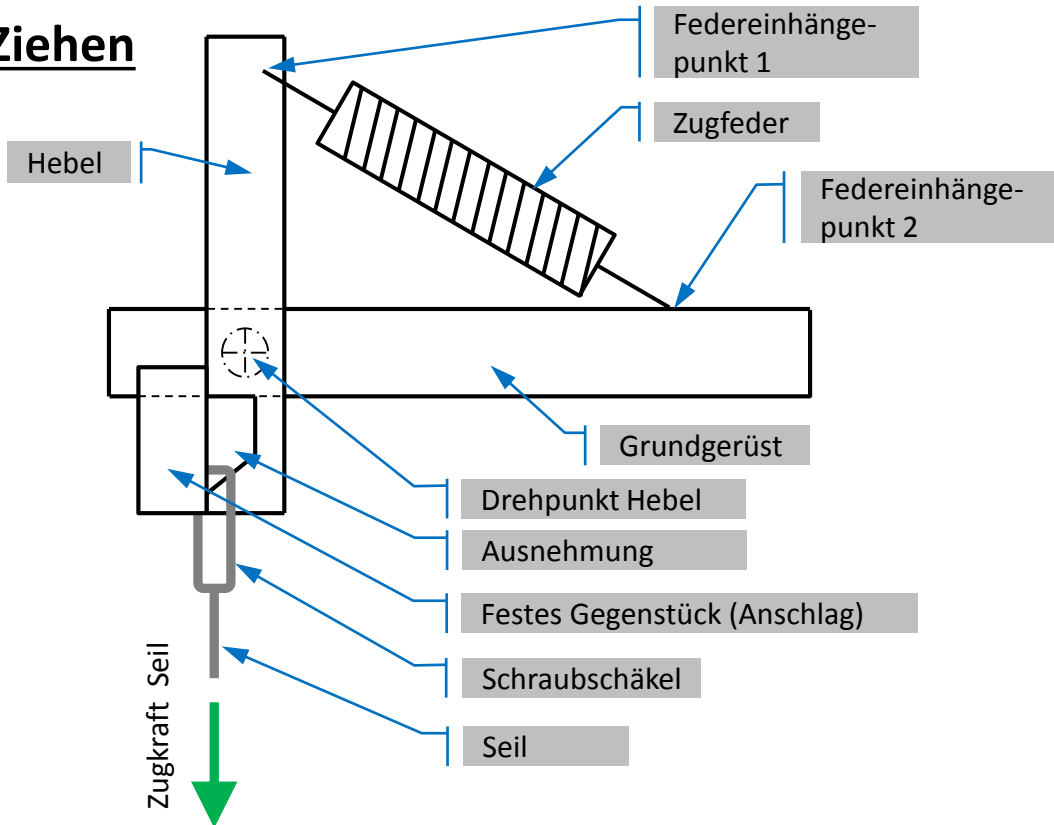 Ziehen
Federeinhänge-
punkt 1
Zugfeder
Hebel
Federeinhänge-
punkt 2
Grundgerüst
Drehpunkt Hebel
Ausnehmung
Festes Gegenstück (Anschlag)
Schraubschäkel
Seil
Zugkraft Seil